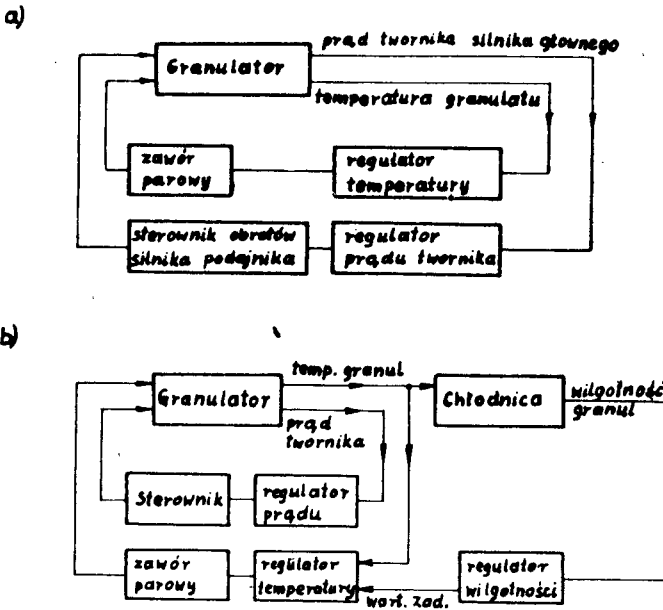 a)
prąd twornika silnika głownego
Granulator
temperatura granulatu
zawór
parowy
regulator
temperatury
sterownik obrotów
silnika podajnika
regulator
prądu twornika
b)
temp. granul
Granulator
Chłodnica
wilgotność
granul
prąd
twornika
Sterownik
regulator
prądu
zawór
parowy
regulator
temperatury
wart. zad.
regulator
wilgotności